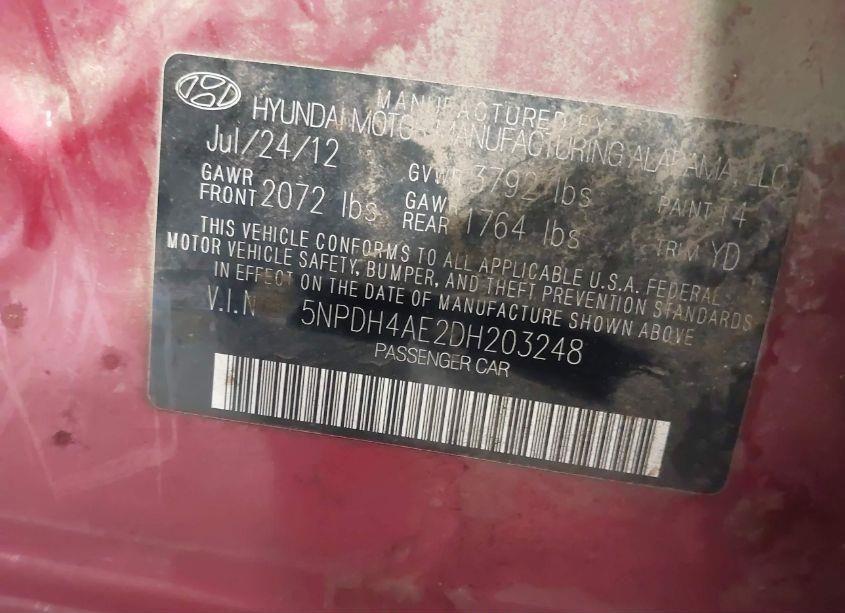 MANUFACTURED BY
HYUNDAI MOTOR MANUFACTURING ALABAMA, LLC
Jul/24/12 GVWR 3792 lbs PAINT T4
GAWR FRONT 2072 lbs GAWR REAR 1764 lbs TRIM YD
THIS VEHICLE CONFORMS TO ALL APPLICABLE U.S.A. FEDERAL
MOTOR VEHICLE SAFETY, BUMPER, AND THEFT PREVENTION STANDARDS
IN EFFECT ON THE DATE OF MANUFACTURE SHOWN ABOVE
V.I.N 5NPDH4AE2DH203248
PASSENGER CAR